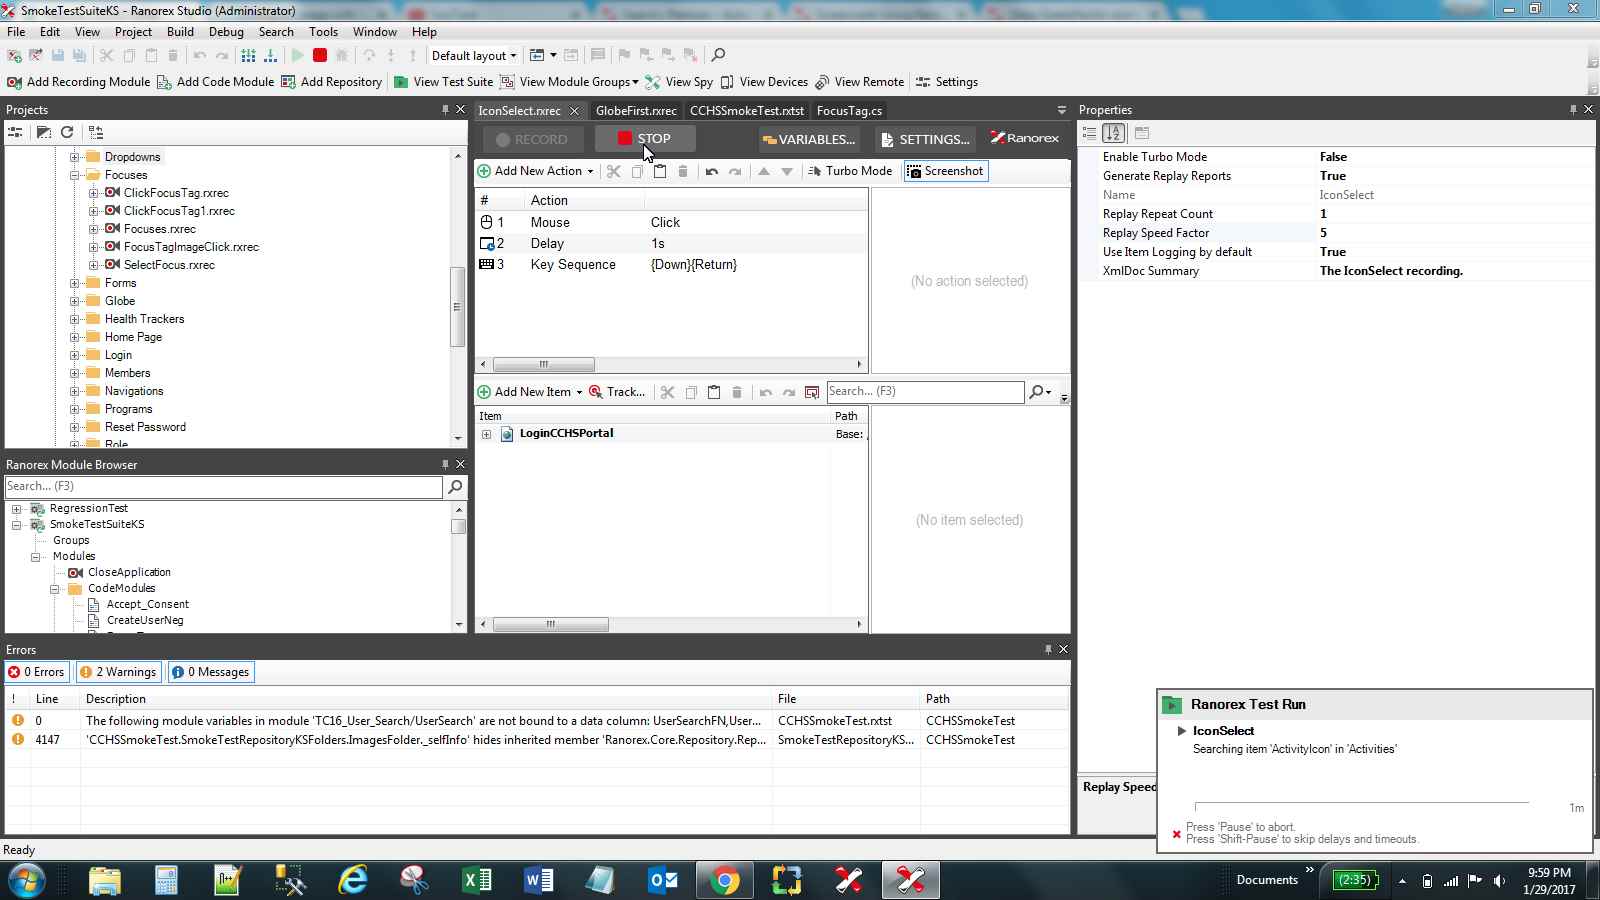 SmokeTestSuiteKS - Ranorex Studio (Administrator)
File Edit View Project Build Debug Search Tools Window Help
Default layout
Add Recording Module Add Code Module Add Repository View Test Suite View Module Groups View Spy View Devices View Remote Settings
Projects
Dropdowns
Focuses
ClickFocusTag.rxrec
ClickFocusTag1.rxrec
Focuses.rxrec
FocusTagImageClick.rxrec
SelectFocus.rxrec
Forms
Globe
Health Trackers
Home Page
Login
Members
Navigations
Programs
Reset Password
Role
Ranorex Module Browser
Search... (F3)
RegressionTest
SmokeTestSuiteKS
Groups
Modules
CloseApplication
CodeModules
Accept_Consent
CreateUserNeg
IconSelect.rxrec GlobeFirst.rxrec CCHSSmokeTest.rxtst FocusTag.cs
RECORD STOP VARIABLES... SETTINGS... Ranorex
Add New Action Turbo Mode Screenshot
# Action
1 Mouse Click
2 Delay 1s
3 Key Sequence {Down}{Return}
(No action selected)
Add New Item Track... Search... (F3)
Item Path
LoginCCHSPortal Base:
(No item selected)
Properties
Enable Turbo Mode False
Generate Replay Reports True
Name IconSelect
Replay Repeat Count 1
Replay Speed Factor 5
Use Item Logging by default True
XmlDoc Summary The IconSelect recording.
Replay Speed
Errors
0 Errors 2 Warnings 0 Messages
! Line Description File Path
0 The following module variables in module 'TC16_User_Search/UserSearch' are not bound to a data column: UserSearchFN,User... CCHSSmokeTest.rxtst CCHSSmokeTest
4147 'CCHSSmokeTest.SmokeTestRepositoryKSFolders.ImagesFolder._selfInfo' hides inherited member 'Ranorex.Core.Repository.Rep... SmokeTestRepositoryKS... CCHSSmokeTest
Ranorex Test Run
IconSelect
Searching item 'ActivityIcon' in 'Activities'
1m
Press 'Pause' to abort.
Press 'Shift-Pause' to skip delays and timeouts.
Ready
Documents » (2:35) 9:59 PM
1/29/2017